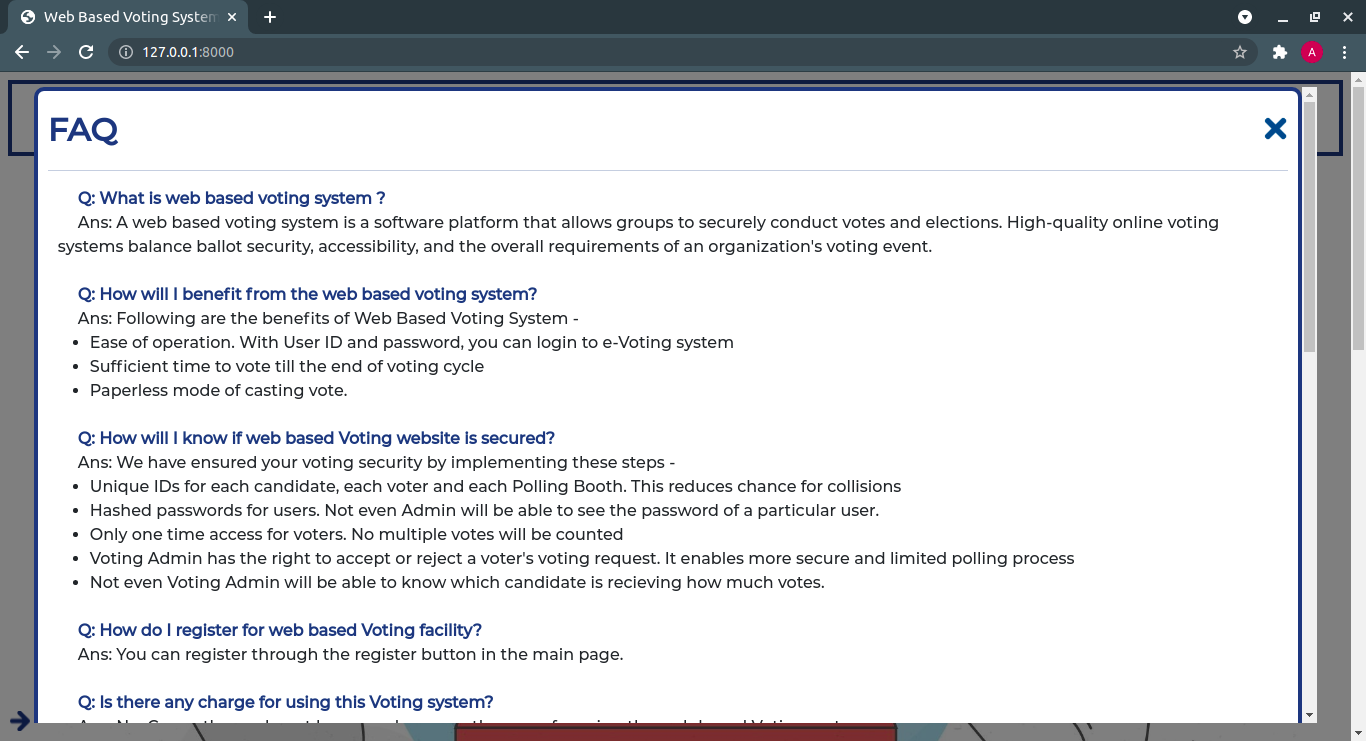 Web Based Voting System
127.0.0.1:8000
A
FAQ
Q: What is web based voting system ?
Ans: A web based voting system is a software platform that allows groups to securely conduct votes and elections. High-quality online voting
systems balance ballot security, accessibility, and the overall requirements of an organization's voting event.
Q: How will I benefit from the web based voting system?
Ans: Following are the benefits of Web Based Voting System -
• Ease of operation. With User ID and password, you can login to e-Voting system
• Sufficient time to vote till the end of voting cycle
• Paperless mode of casting vote.
Q: How will I know if web based Voting website is secured?
Ans: We have ensured your voting security by implementing these steps -
• Unique IDs for each candidate, each voter and each Polling Booth. This reduces chance for collisions
• Hashed passwords for users. Not even Admin will be able to see the password of a particular user.
• Only one time access for voters. No multiple votes will be counted
• Voting Admin has the right to accept or reject a voter's voting request. It enables more secure and limited polling process
• Not even Voting Admin will be able to know which candidate is recieving how much votes.
Q: How do I register for web based Voting facility?
Ans: You can register through the register button in the main page.
Q: Is there any charge for using this Voting system?